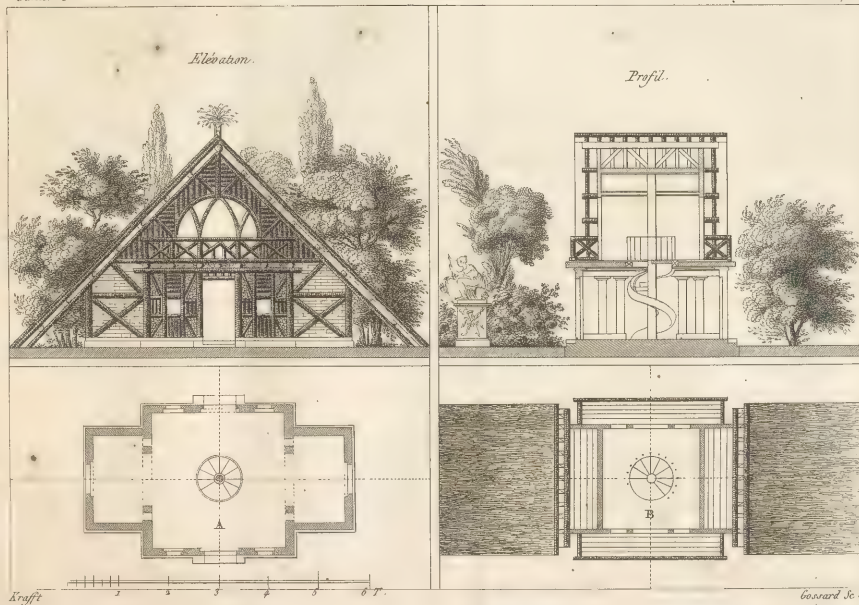 Elévation.
Profil.
A
B
1 2 3 4 5 6 T.
Krafft
Gossard Sc.